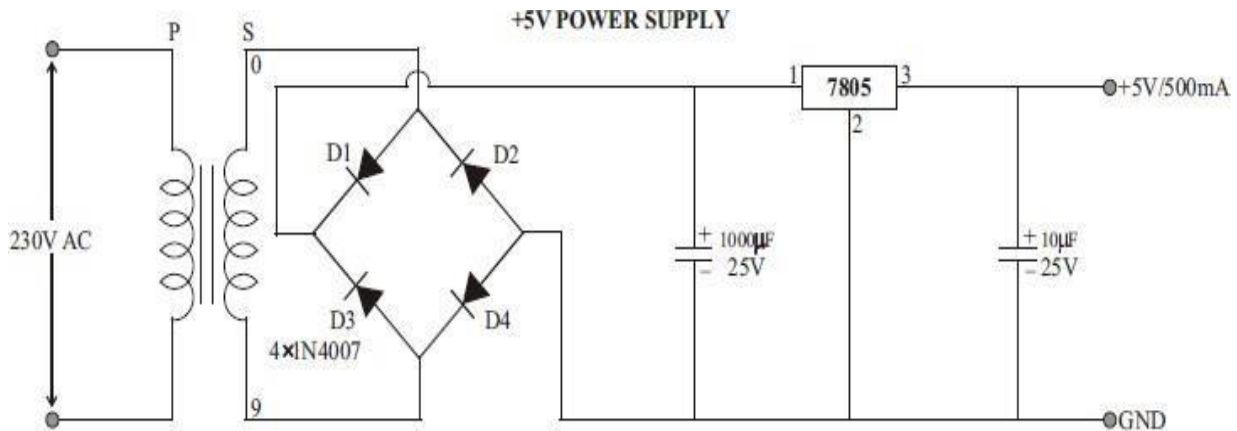 +5V POWER SUPPLY
P S
0
1 7805 3
2
+5V/500mA
D1 D2
230V AC
+ 1000µF
– 25V
+ 10µF
– 25V
D3 D4
4×1N4007
9
GND